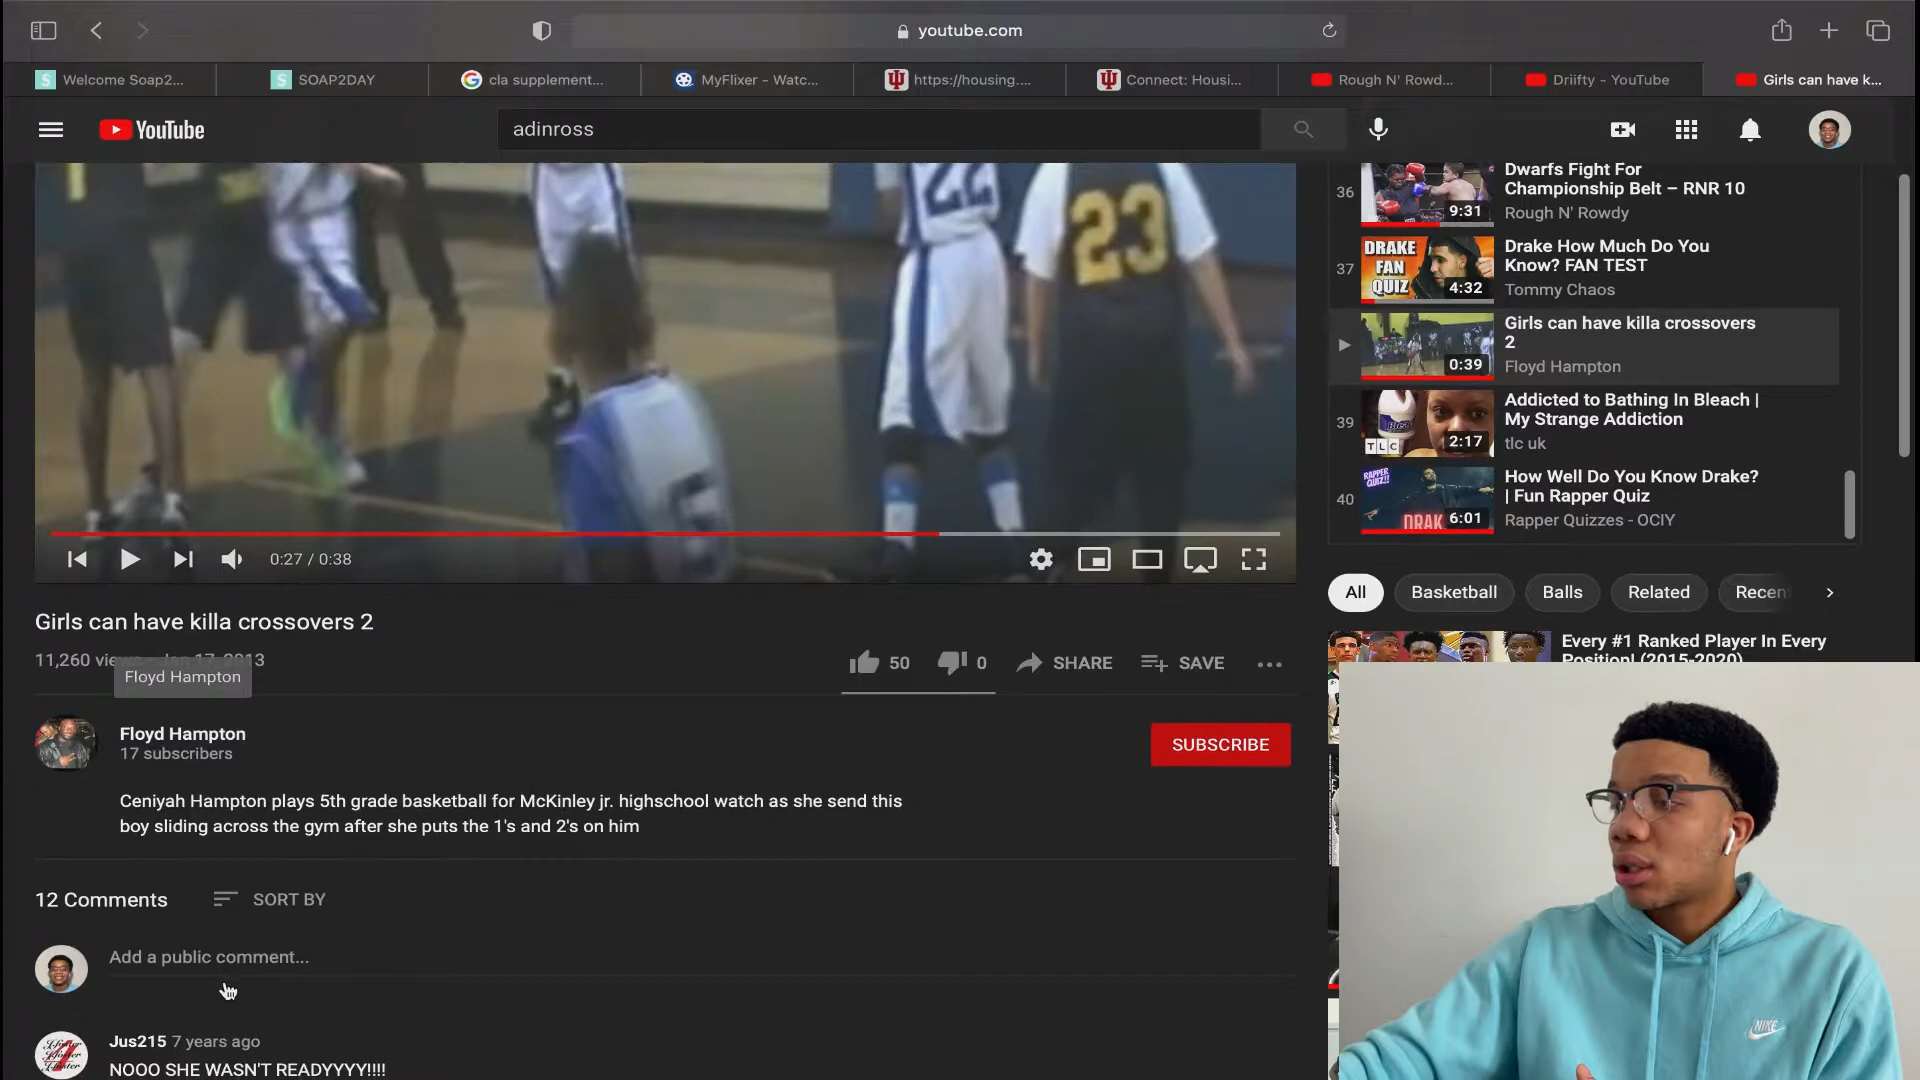 youtube.com
Welcome Soap2...
SOAP2DAY
cla supplement...
MyFlixer - Watc...
https://housing....
Connect: Housi...
Rough N' Rowd...
Driifty - YouTube
Girls can have k...
YouTube
adinross
22
23
36
9:31
Dwarfs Fight For
Championship Belt – RNR 10
Rough N' Rowdy
37
DRAKE
FAN
QUIZ
4:32
Drake How Much Do You
Know? FAN TEST
Tommy Chaos
0:39
Girls can have killa crossovers
2
Floyd Hampton
39
TLC
2:17
Addicted to Bathing In Bleach |
My Strange Addiction
tlc uk
40
RAPER QUIZ!!
DRAK
6:01
How Well Do You Know Drake?
| Fun Rapper Quiz
Rapper Quizzes - OCIY
0:27 / 0:38
All
Basketball
Balls
Related
Recen
Every #1 Ranked Player In Every
Position! (2015-2020)
Girls can have killa crossovers 2
11,260 views - Jan 17, 2013
Floyd Hampton
50
0
SHARE
SAVE
Floyd Hampton
17 subscribers
SUBSCRIBE
Ceniyah Hampton plays 5th grade basketball for McKinley jr. highschool watch as she send this
boy sliding across the gym after she puts the 1's and 2's on him
12 Comments
SORT BY
Add a public comment...
Jus215 7 years ago
NOOO SHE WASN'T READYYYY!!!!
NIKE